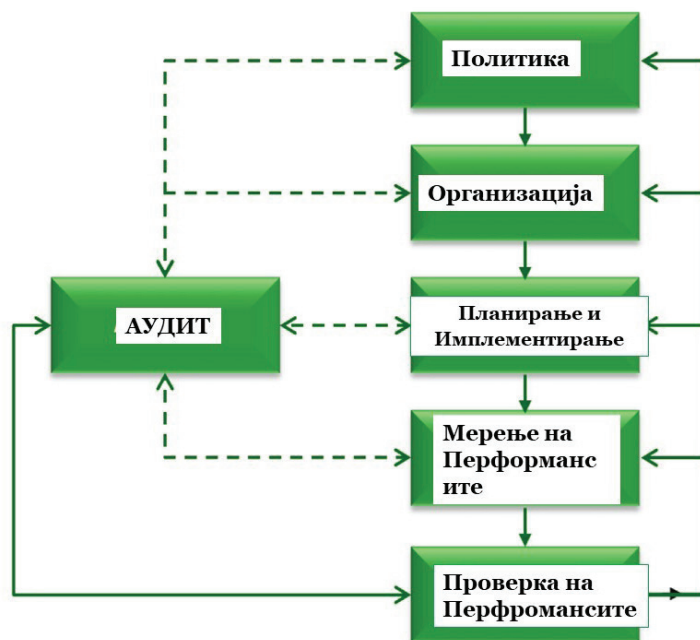 Политика
Организација
Планирање и
Имплементирање
АУДИТ
Мерење на
Перформанс
ите
Проверка на
Перфромансите